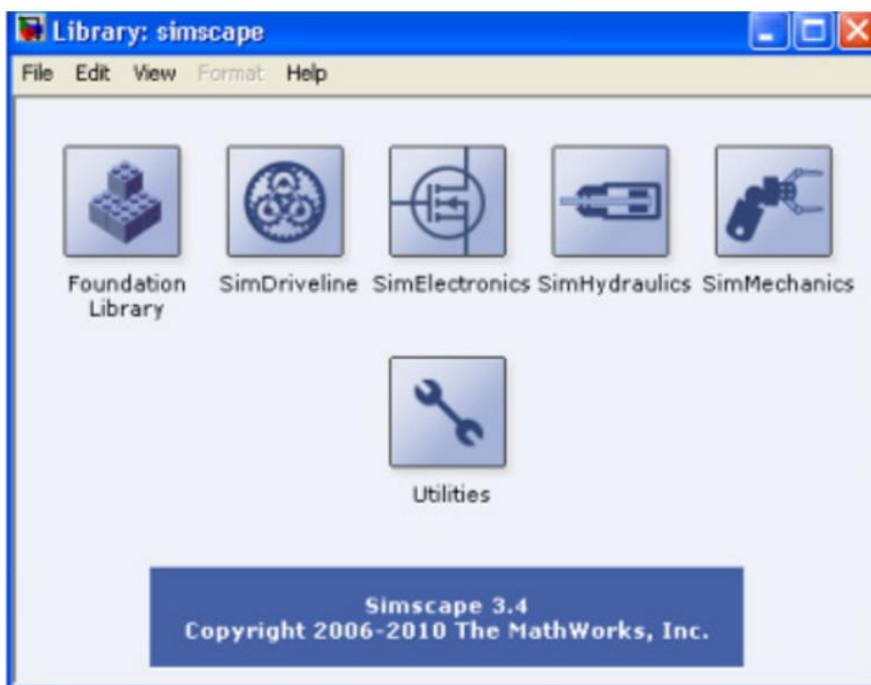 Library: simscape
File Edit View Format Help
Foundation
Library
SimDriveline
SimElectronics
SimHydraulics
SimMechanics
Utilities
Simscape 3.4
Copyright 2006-2010 The MathWorks, Inc.